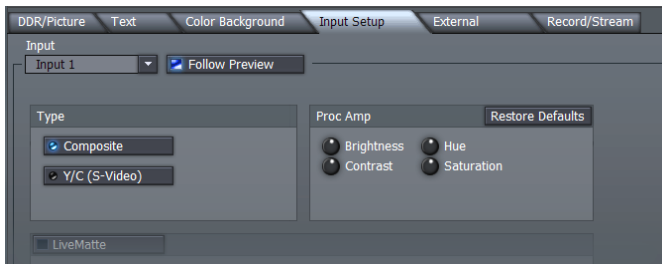 DDR/Picture Text Color Background Input Setup External Record/Stream
Input
Input 1 Follow Preview
Type Proc Amp Restore Defaults
Composite Brightness Hue
Contrast Saturation
Y/C (S-Video)
LiveMatte